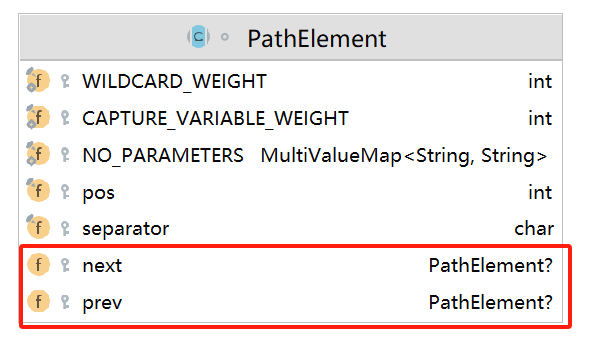 PathElement
WILDCARD_WEIGHT int
CAPTURE_VARIABLE_WEIGHT int
NO_PARAMETERS MultiValueMap<String, String>
pos int
separator char
next PathElement?
prev PathElement?